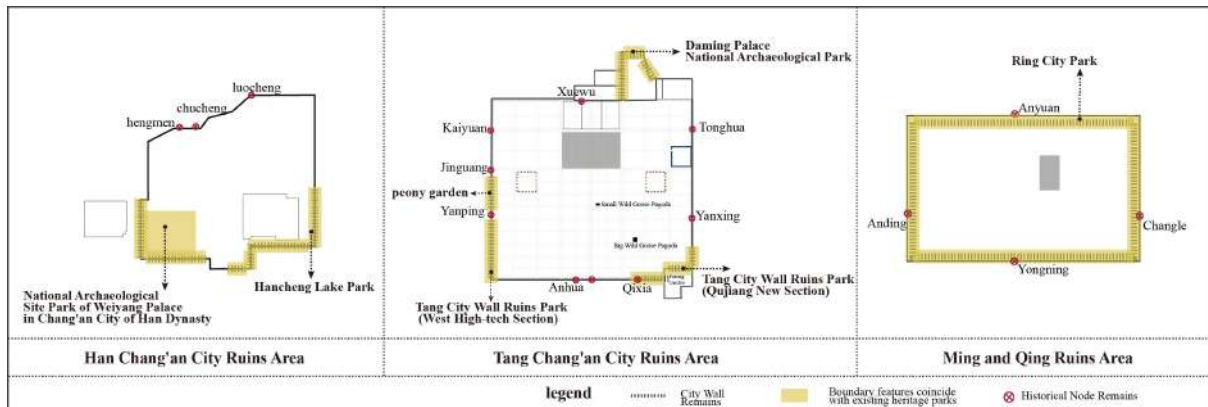 luocheng
chucheng
hengmen
National Archaeological
Site Park of Weiyang Palace
in Chang'an City of Han Dynasty
Hancheng Lake Park
Daming Palace
National Archaeological Park
Xuewu
Kaiyuan
Tonghua
Jinguang
peony garden
Yanping
Small Wild Goose Pagoda
Yanxing
Big Wild Goose Pagoda
Anhua
Qixia
Tang City Wall Ruins Park
(West High-tech Section)
Tang City Wall Ruins Park
(Qujiang New Section)
Ring City Park
Anyuan
Anding
Changle
Yongning
Han Chang'an City Ruins Area
Tang Chang'an City Ruins Area
Ming and Qing Ruins Area
legend
City Wall
Remains
Boundary features coincide
with existing heritage parks
Historical Node Remains